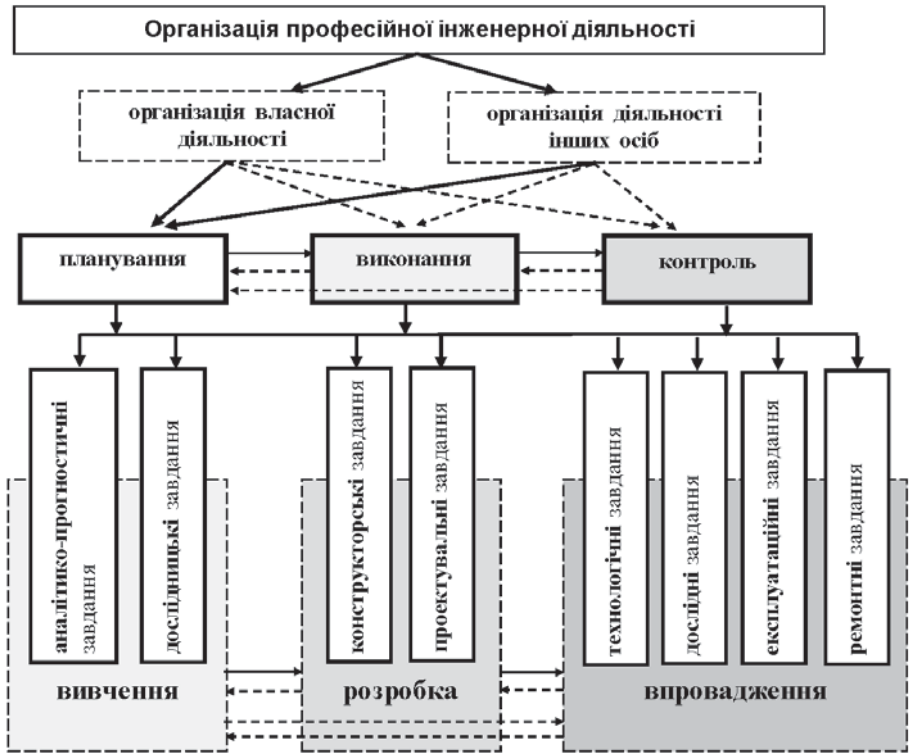 Організація професійної інженерної діяльності
організація власної
діяльності
організація діяльності
інших осіб
планування
виконання
контроль
аналітико-прогностичні
завдання
дослідницькі завдання
конструкторські завдання
проектувальні завдання
технологічні завдання
дослідні завдання
експлуатаційні завдання
ремонтні завдання
вивчення
розробка
впровадження